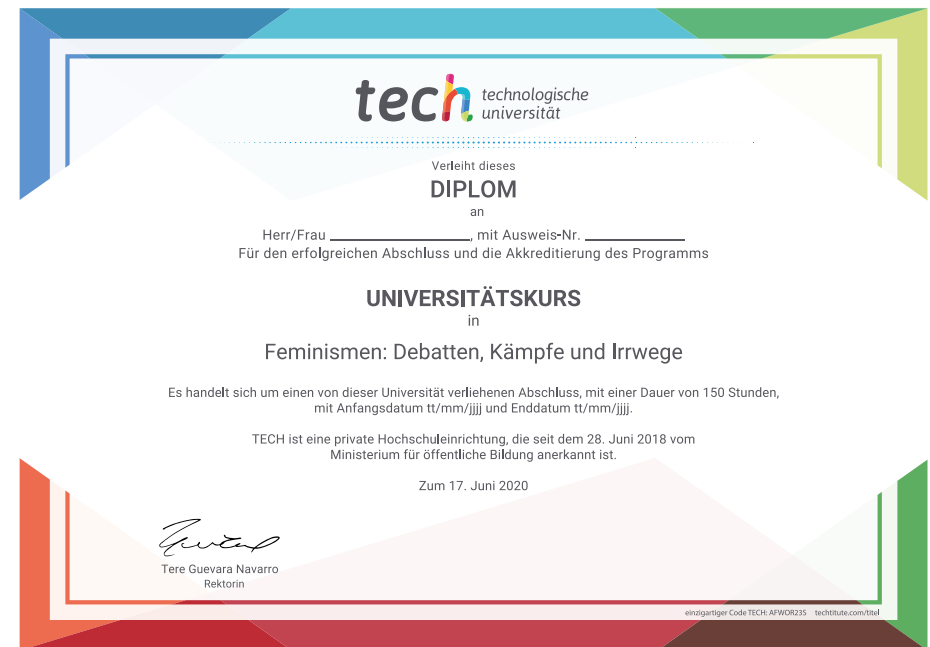 tech technologische
universität
Verleiht dieses
DIPLOM
an
Herr/Frau ____________, mit Ausweis-Nr. ____________
Für den erfolgreichen Abschluss und die Akkreditierung des Programms
UNIVERSITÄTSKURS
in
Feminismen: Debatten, Kämpfe und Irrwege
Es handelt sich um einen von dieser Universität verliehenen Abschluss, mit einer Dauer von 150 Stunden,
mit Anfangsdatum tt/mm/jjjj und Enddatum tt/mm/jjjj.
TECH ist eine private Hochschuleinrichtung, die seit dem 28. Juni 2018 vom
Ministerium für öffentliche Bildung anerkannt ist.
Zum 17. Juni 2020
Tere Guevara Navarro
Rektorin
einzigartiger Code TECH: AFWOR23S techtitute.com/titel